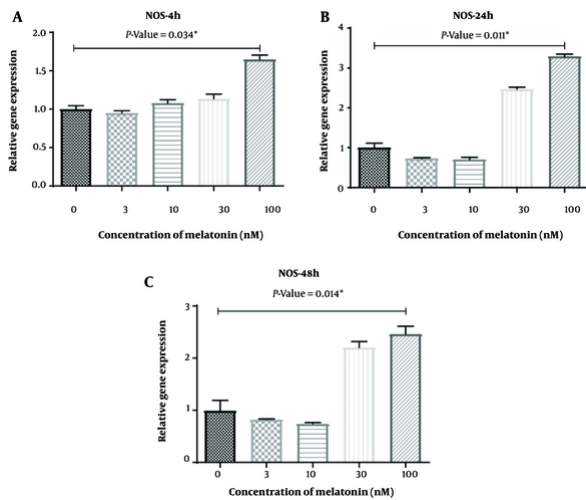 A
NOS-4h
P-Value = 0.034*
Relative gene expression
2.0
1.5
1.0
0.5
0.0
0 3 10 30 100
Concentration of melatonin (nM)
B
NOS-24h
P-Value = 0.011*
Relative gene expression
4
3
2
1
0
0 3 10 30 100
Concentration of melatonin (nM)
C
NOS-48h
P-Value = 0.014*
Relative gene expression
3
2
1
0
0 3 10 30 100
Concentration of melatonin (nM)